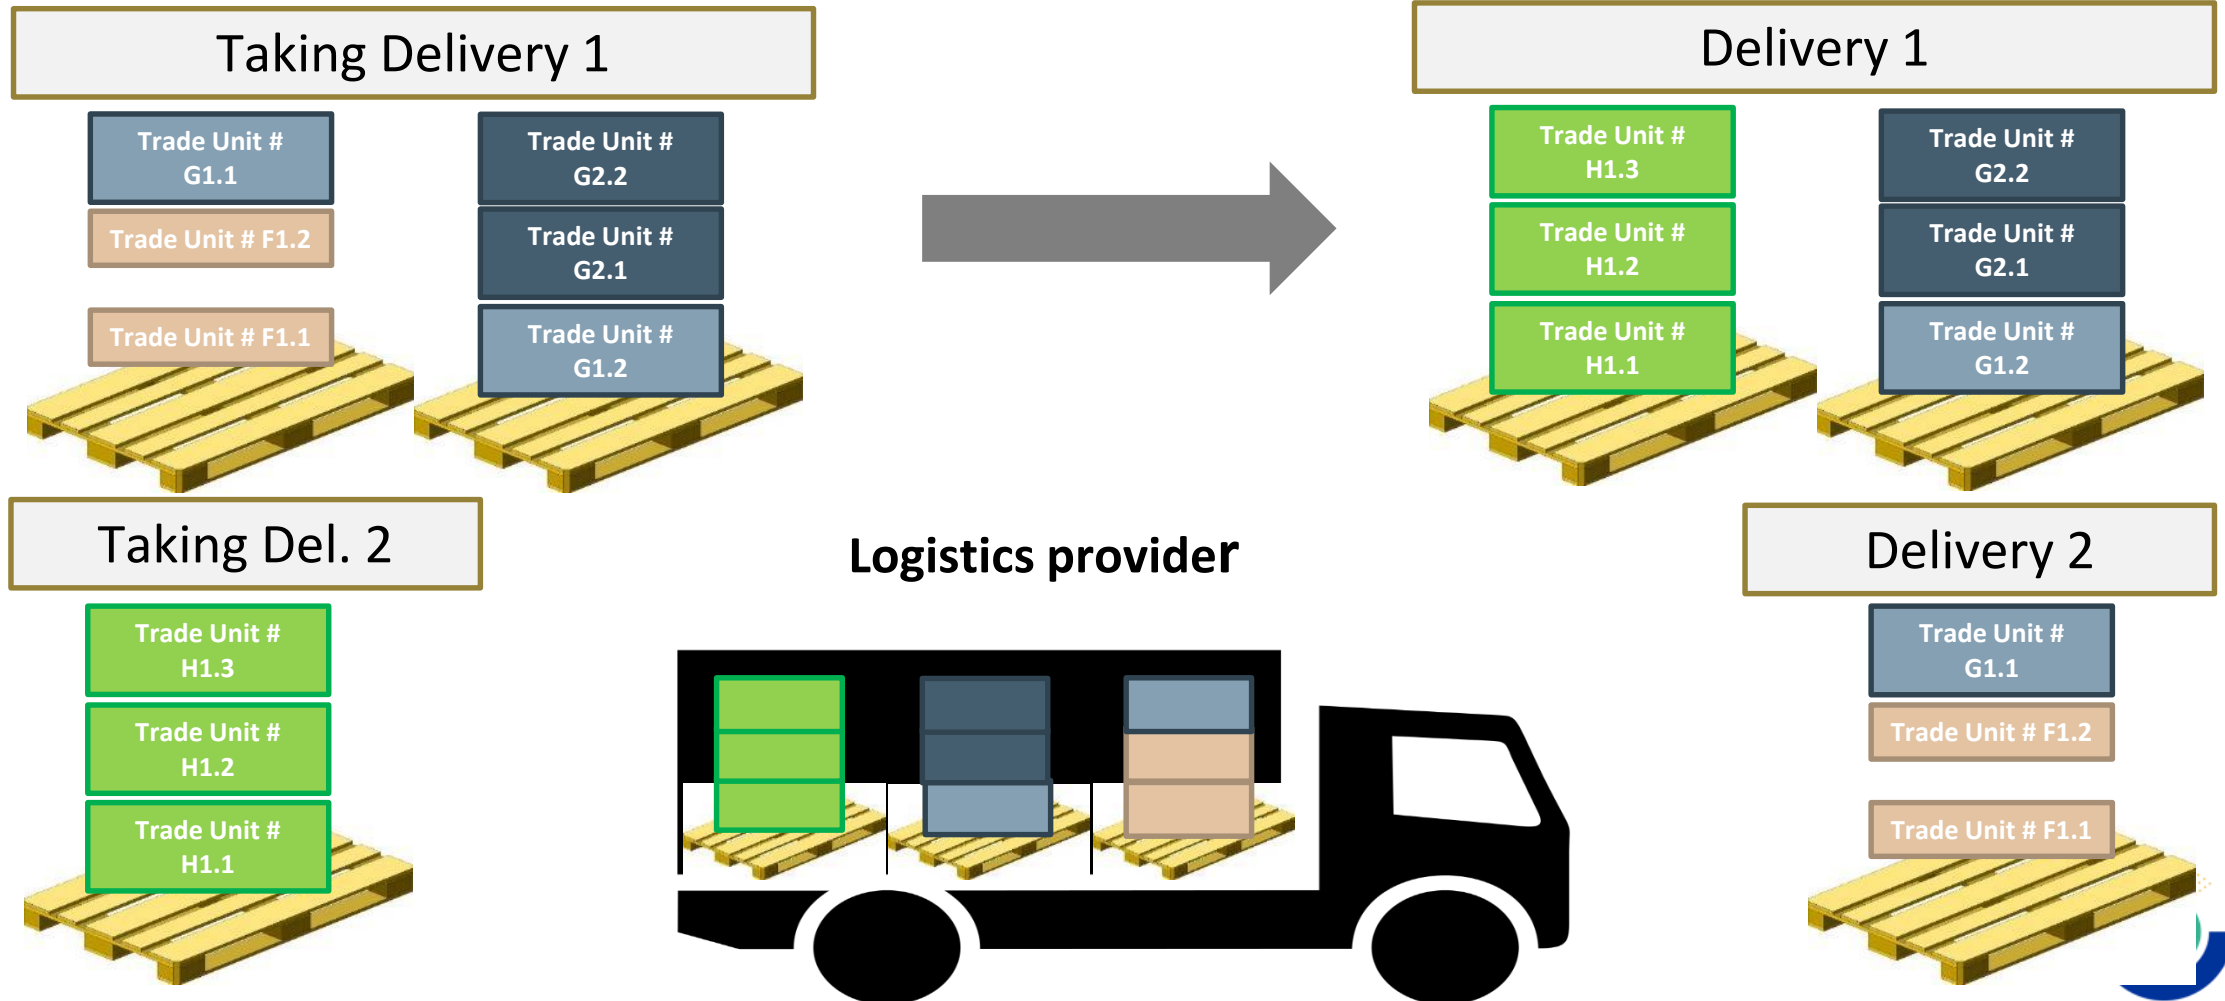 Taking Delivery 1
Trade Unit #
G1.1
Trade Unit # F1.2
Trade Unit # F1.1
Trade Unit #
G2.2
Trade Unit #
G2.1
Trade Unit #
G1.2
Delivery 1
Trade Unit #
H1.3
Trade Unit #
H1.2
Trade Unit #
H1.1
Trade Unit #
G2.2
Trade Unit #
G2.1
Trade Unit #
G1.2
Taking Del. 2
Trade Unit #
H1.3
Trade Unit #
H1.2
Trade Unit #
H1.1
Logistics provider
Delivery 2
Trade Unit #
G1.1
Trade Unit # F1.2
Trade Unit # F1.1